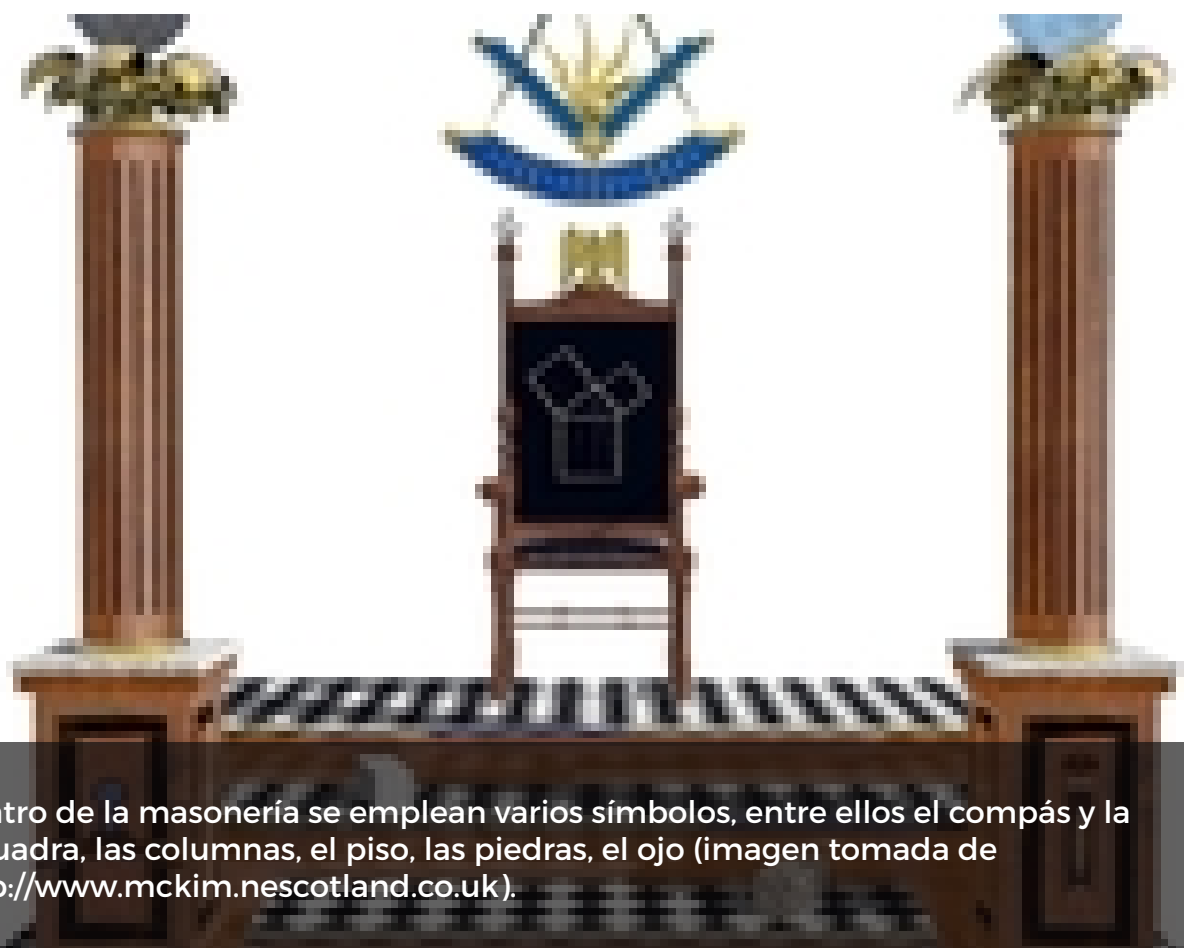 tro de la masonería se emplean varios símbolos, entre ellos el compás y la
uadra, las columnas, el piso, las piedras, el ojo (imagen tomada de
://www.mckim.nescotland.co.uk).